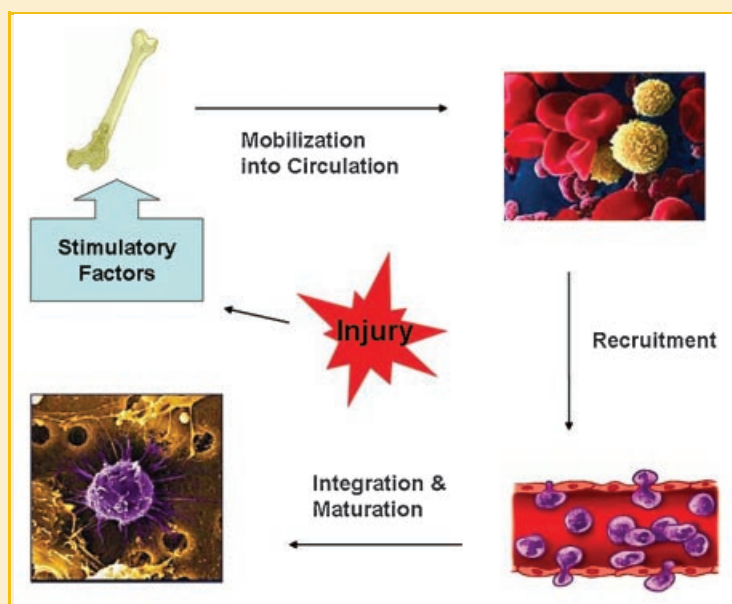 Mobilization
into Circulation
Stimulatory
Factors
Injury
Recruitment
Integration &
Maturation